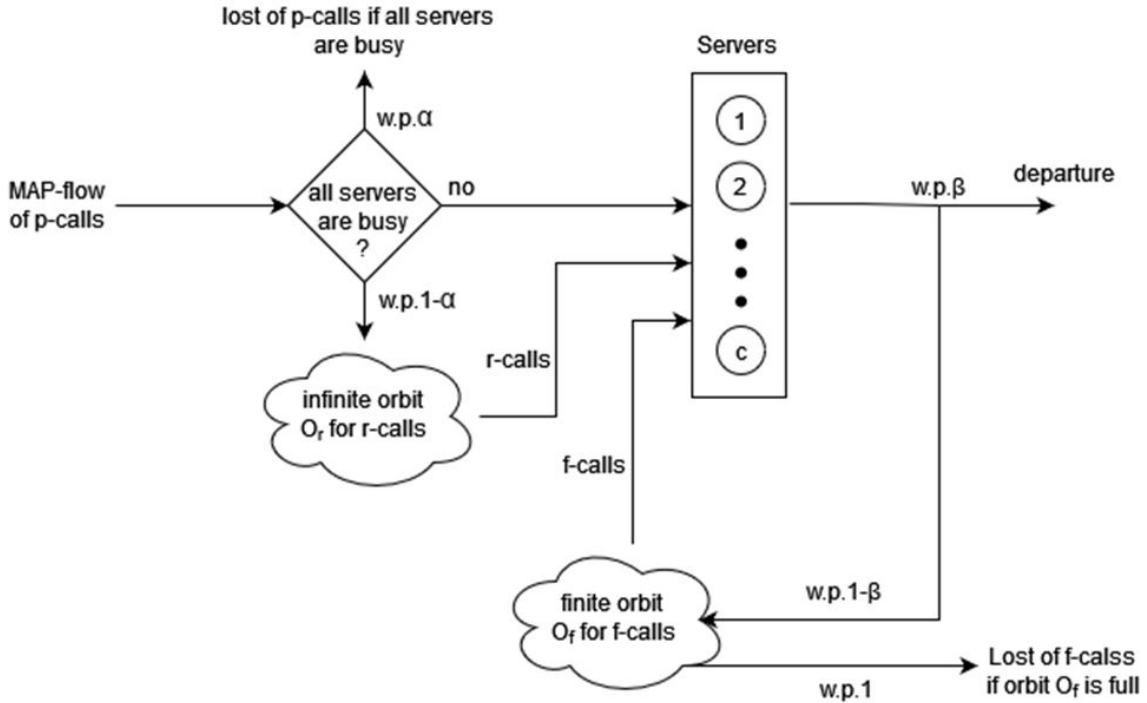 lost of p-calls if all servers
are busy
Servers
w.p.α
1
MAP-flow
of p-calls
all servers
are busy
?
no
2
w.p.β
departure
w.p.1-α
c
r-calls
infinite orbit
Or for r-calls
f-calls
finite orbit
Of for f-calls
w.p.1-β
w.p.1
Lost of f-calss
if orbit Of is full